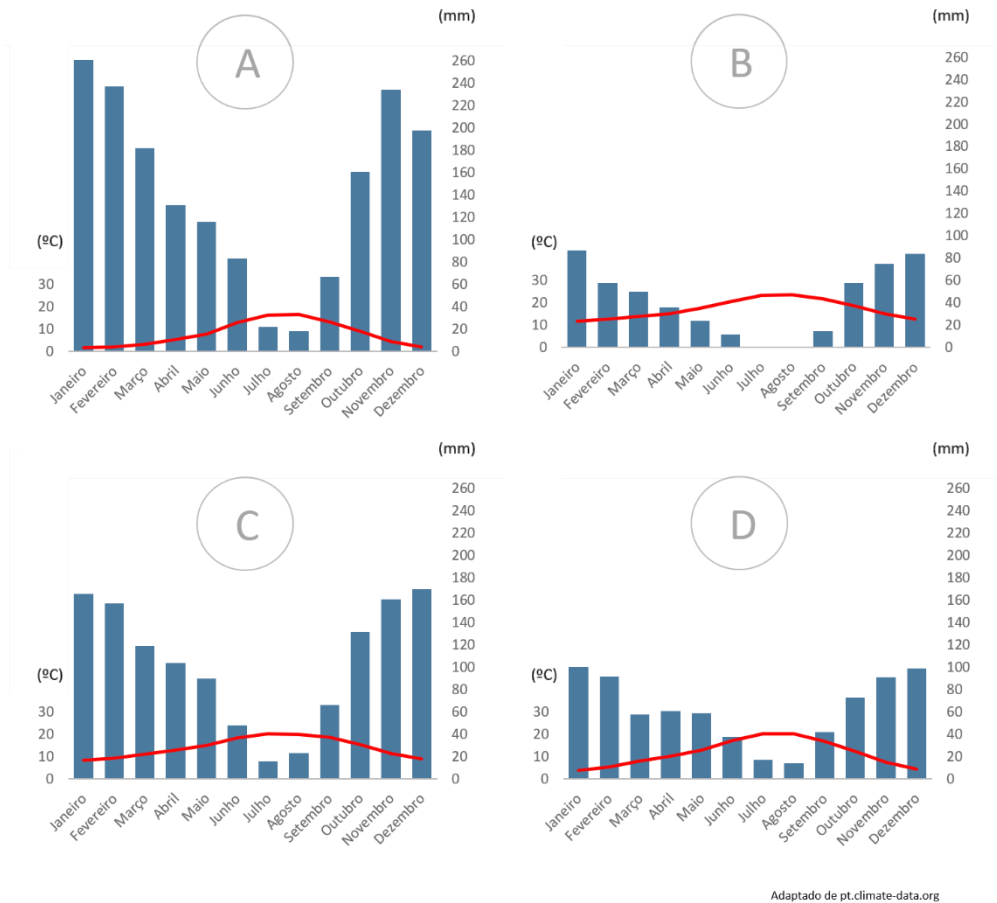 (mm)
A
260
240
220
200
180
160
140
120
100
80
60
40
20
0
(ºC)
30
20
10
0
Janeiro
Fevereiro
Março
Abril
Maio
Junho
Julho
Agosto
Setembro
Outubro
Novembro
Dezembro
(mm)
B
260
240
220
200
180
160
140
120
100
80
60
40
20
0
(ºC)
30
20
10
0
Janeiro
Fevereiro
Março
Abril
Maio
Junho
Julho
Agosto
Setembro
Outubro
Novembro
Dezembro
(mm)
C
260
240
220
200
180
160
140
120
100
80
60
40
20
0
(ºC)
30
20
10
0
Janeiro
Fevereiro
Março
Abril
Maio
Junho
Julho
Agosto
Setembro
Outubro
Novembro
Dezembro
(mm)
D
260
240
220
200
180
160
140
120
100
80
60
40
20
0
(ºC)
30
20
10
0
Janeiro
Fevereiro
Março
Abril
Maio
Junho
Julho
Agosto
Setembro
Outubro
Novembro
Dezembro
Adaptado de pt.climate-data.org